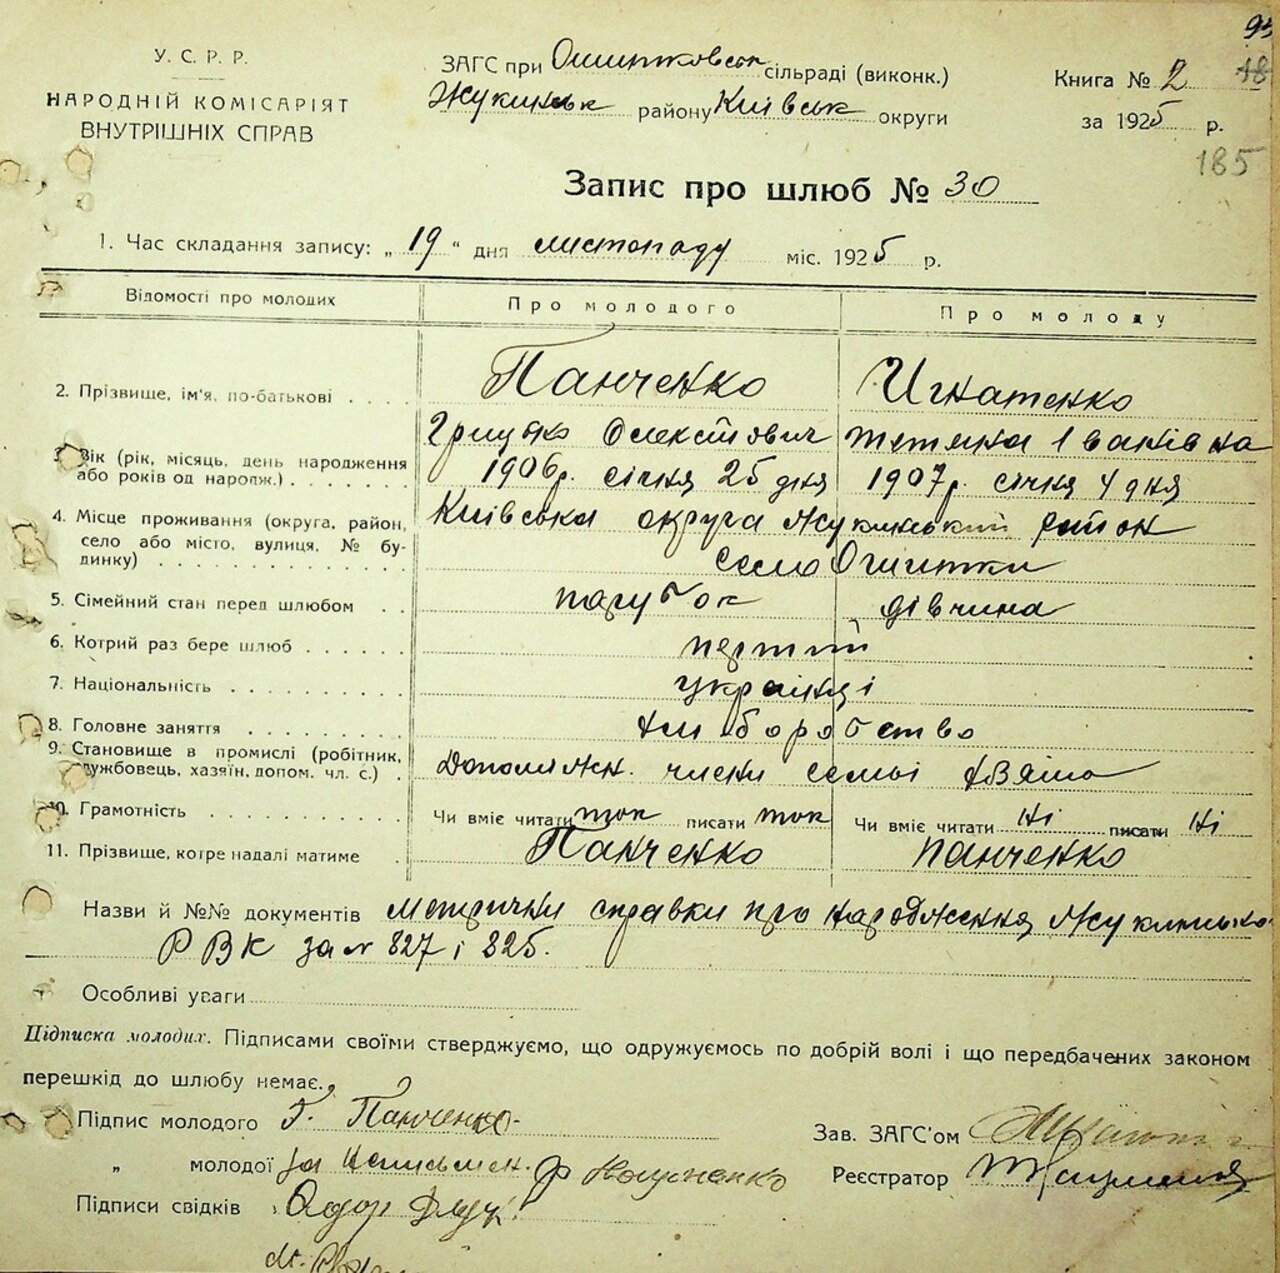 95
У. С. Р. Р.
НАРОДНІЙ КОМІСАРІЯТ
ВНУТРІШНІХ СПРАВ
ЗАГС при Ошитковськ сільраді (виконк.)
Жукинськ району Київськ округи
Книга № 2 18
за 1925 р.
185
Запис про шлюб № 30
1. Час складання запису: „ 19 “ дня листопаду міс. 1925 р.
Відомості про молодих Про молодого Про молоду
2. Прізвище, ім'я, по-батькові . . . . Панченко Игнатенко
Грицько Олексійович Тетяна Іванівна
3. Вік (рік, місяць, день народження або років од нарож.) . . . . . . . 1906 р. січня 25 дня 1907 р. січня 4 дня
4. Місце проживання (округа, район, Київська округа Жукинський район
село або місто, вулиця, № бу- село Ошитки
динку) . . . . . . . . . . . . .
5. Сімейний стан перед шлюбом . . парубок дівчина
6. Котрий раз бере шлюб . . . . . . перший
7. Національність . . . . . . . . . українці
8. Головне заняття . . . . . . . . . хліборобство
9. Становище в промислі (робітник,
службовець, хазяїн, допом. чл. с.) . члени семьі
10. Грамотність . . . . . . . . . . Чи вміє читати так писати так Чи вміє читати ні писати ні
11. Прізвище, котре надалі матиме . Панченко Панченко
Назви й №№ документів метричні справки про народження
РВК за № 827 і 825.
Особливі уваги
Підписка молодих. Підписами своїми стверджуємо, що одружуємось по добрій волі і що передбачених законом
перешкід до шлюбу немає.
Підпис молодого Г. Панченко
„ молодої за неписьмен.
Підписи свідків
Зав. ЗАГС'ом
Реєстратор